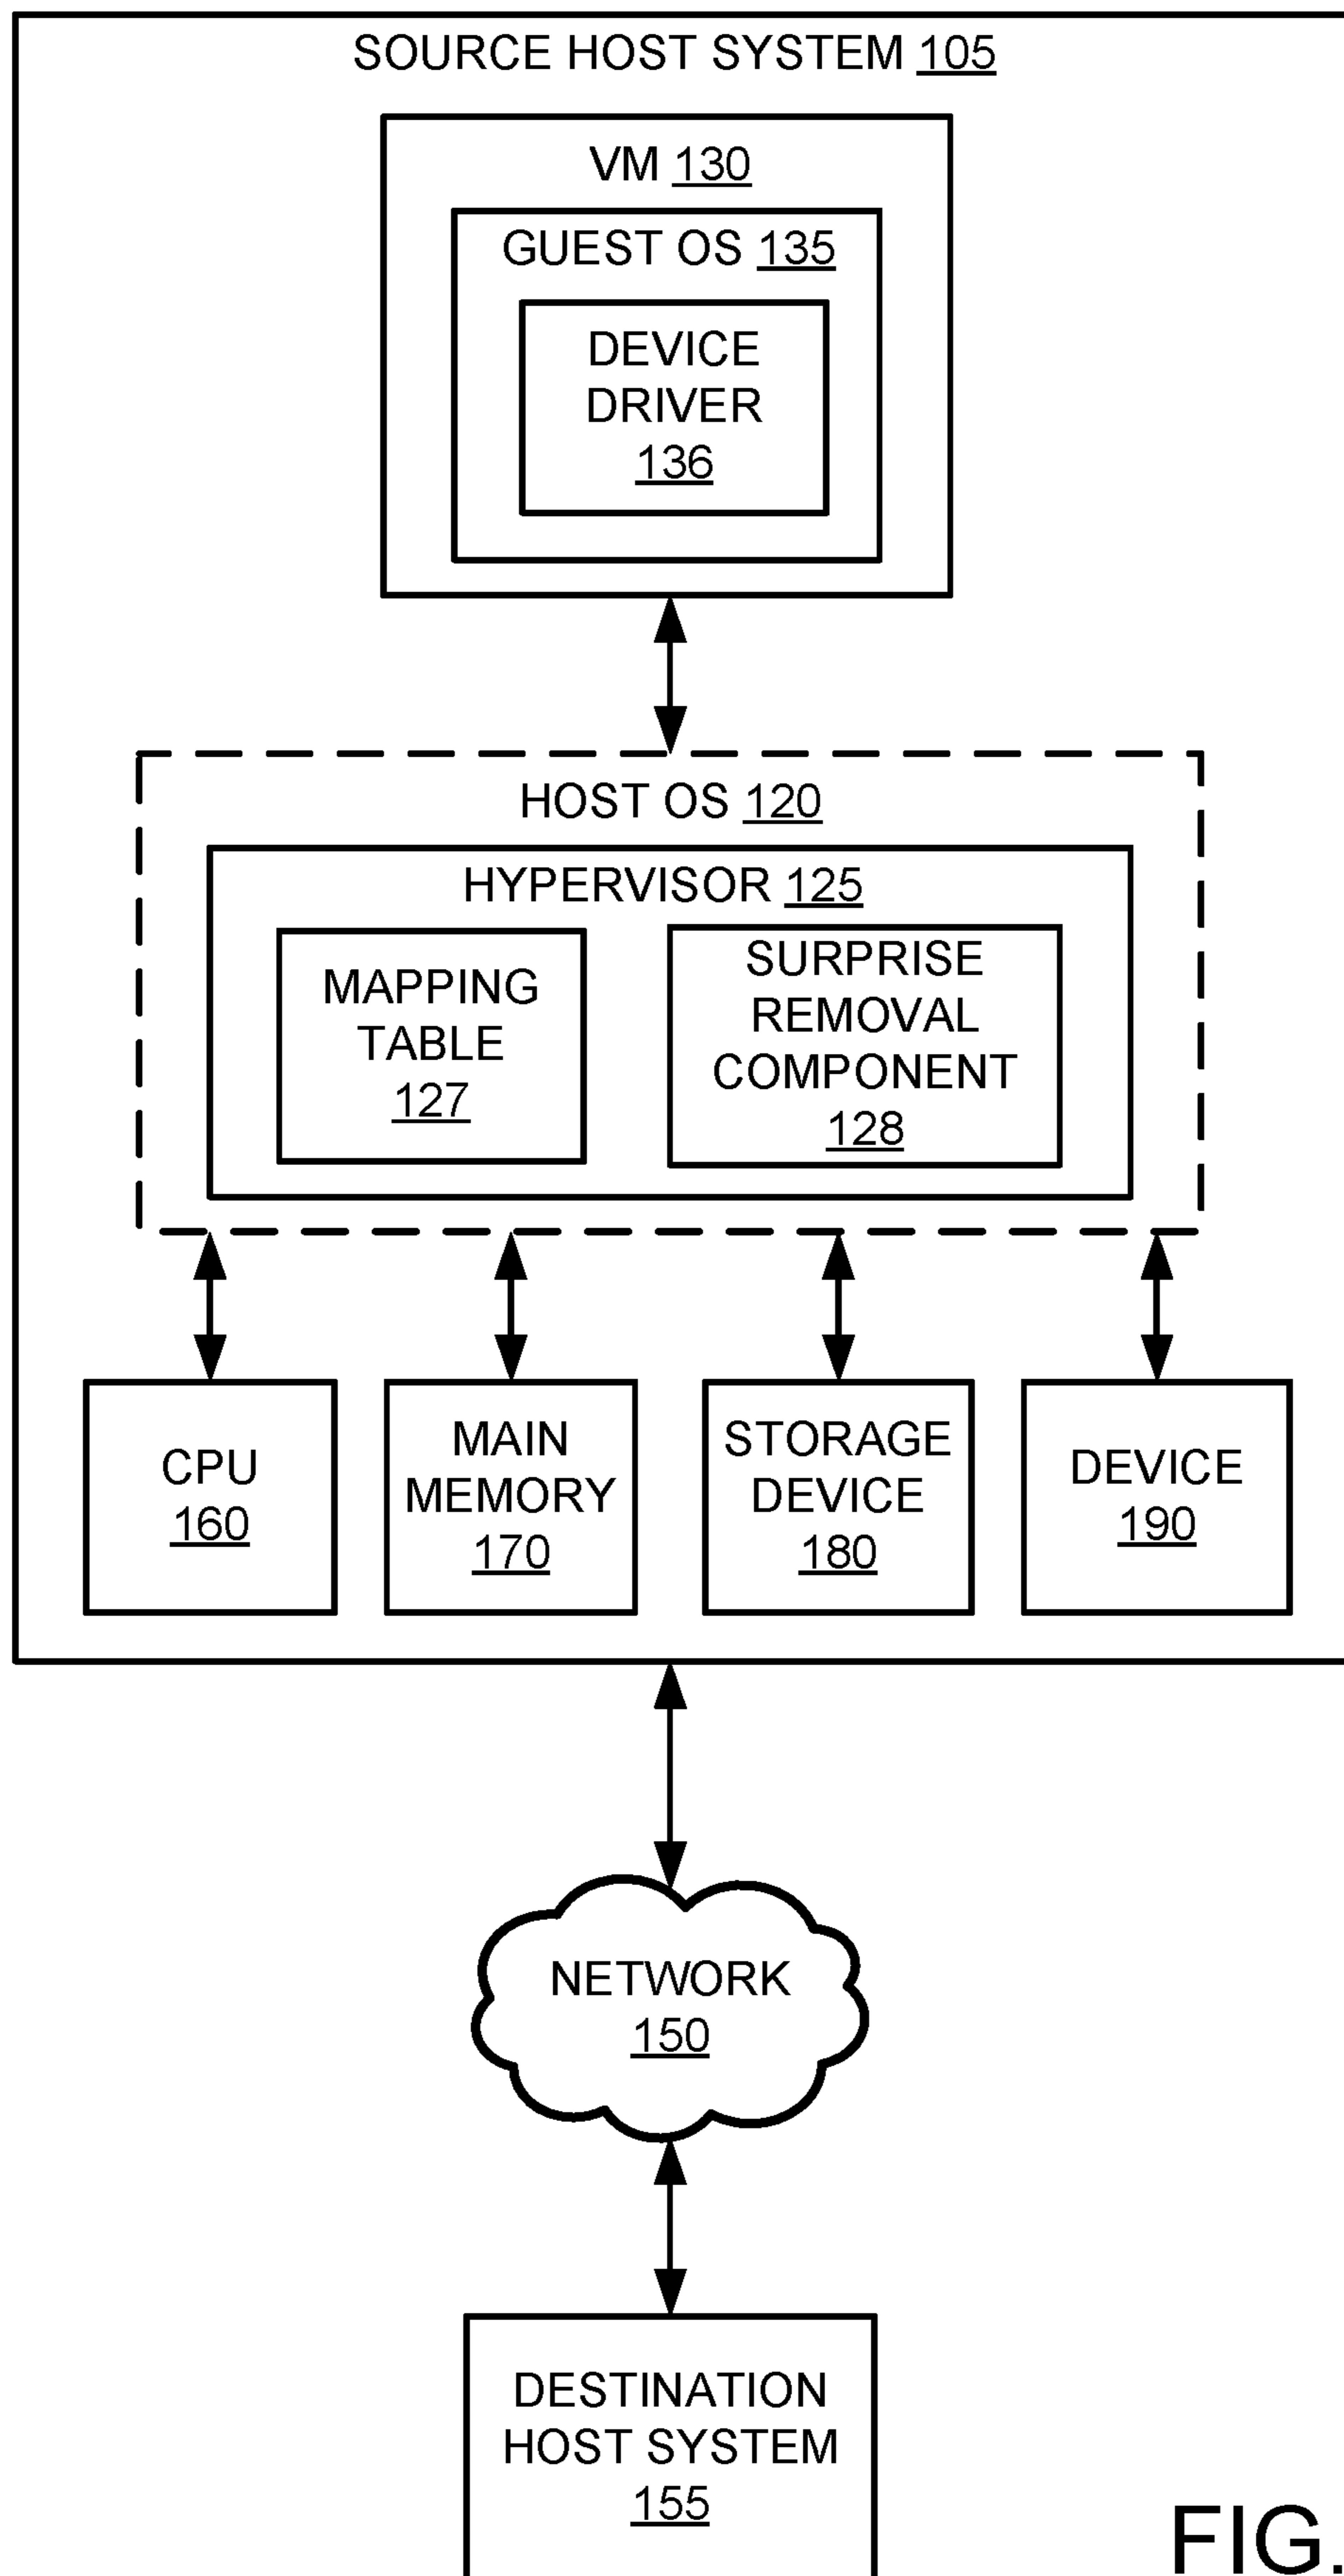 SOURCE HOST SYSTEM 105
VM 130
GUEST OS 135
DEVICE
DRIVER
136
HOST OS 120
HYPERVISOR 125
MAPPING
TABLE
127
SURPRISE
REMOVAL
COMPONENT
128
CPU
160
MAIN
MEMORY
170
STORAGE
DEVICE
180
DEVICE
190
NETWORK
150
DESTINATION
HOST SYSTEM
155
FIG.